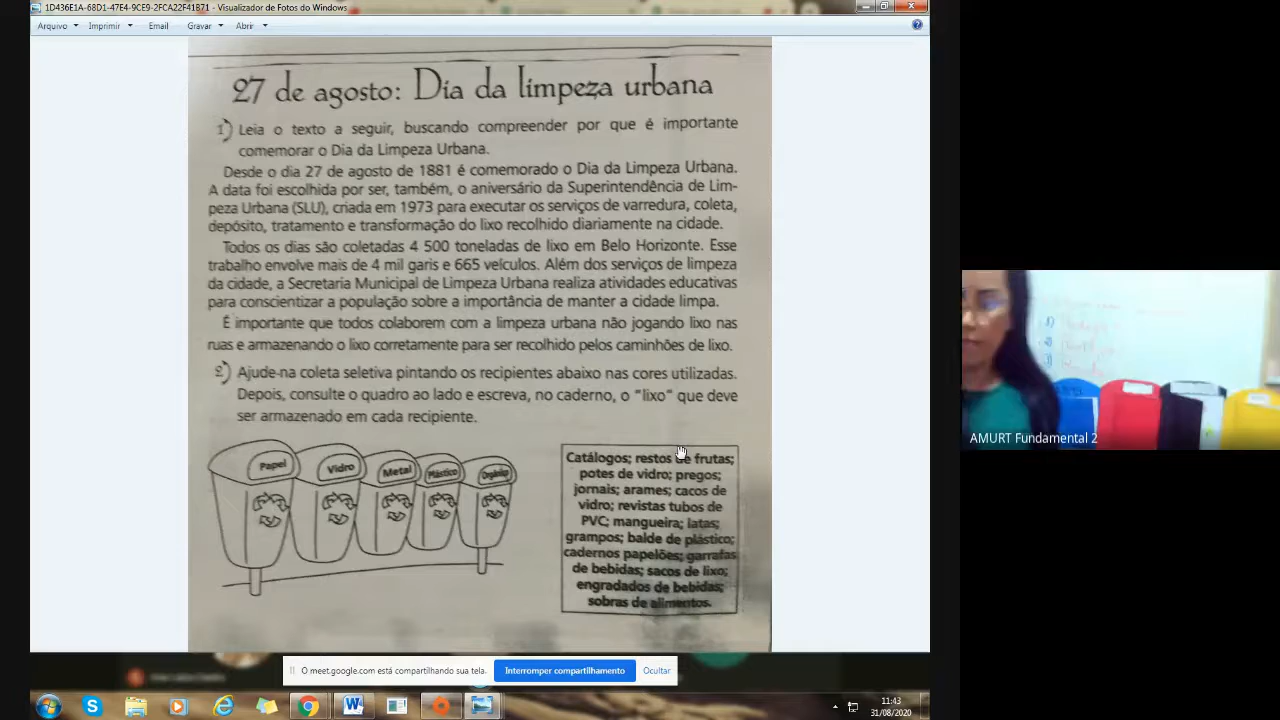 1D436E1A-68D1-47E4-9CE9-2FCA22F41B71 - Visualizador de Fotos do Windows
Arquivo Imprimir Email Gravar Abrir
27 de agosto: Dia da limpeza urbana
1) Leia o texto a seguir, buscando compreender por que é importante
comemorar o Dia da Limpeza Urbana.
Desde o dia 27 de agosto de 1881 é comemorado o Dia da Limpeza Urbana.
A data foi escolhida por ser, também, o aniversário da Superintendência de Lim-
peza Urbana (SLU), criada em 1973 para executar os serviços de varredura, coleta,
depósito, tratamento e transformação do lixo recolhido diariamente na cidade.
Todos os dias são coletadas 4 500 toneladas de lixo em Belo Horizonte. Esse
trabalho envolve mais de 4 mil garis e 665 veículos. Além dos serviços de limpeza
da cidade, a Secretaria Municipal de Limpeza Urbana realiza atividades educativas
para conscientizar a população sobre a importância de manter a cidade limpa.
É importante que todos colaborem com a limpeza urbana não jogando lixo nas
ruas e armazenando o lixo corretamente para ser recolhido pelos caminhões de lixo.
2) Ajude na coleta seletiva pintando os recipientes abaixo nas cores utilizadas.
Depois, consulte o quadro ao lado e escreva, no caderno, o "lixo" que deve
ser armazenado em cada recipiente.
Papel
Vidro
Metal
Plástico
Orgânico
Catálogos; restos de frutas;
potes de vidro; pregos;
jornais; arames; cacos de
vidro; revistas tubos de
PVC; mangueira; latas;
grampos; balde de plástico;
cadernos papelões; garrafas
de bebidas; sacos de lixo;
engradados de bebidas;
sobras de alimentos.
1)
2)
3)
AMURT Fundamental 2
O meet.google.com está compartilhando sua tela.
Interromper compartilhamento
Ocultar
11:43
31/08/2020